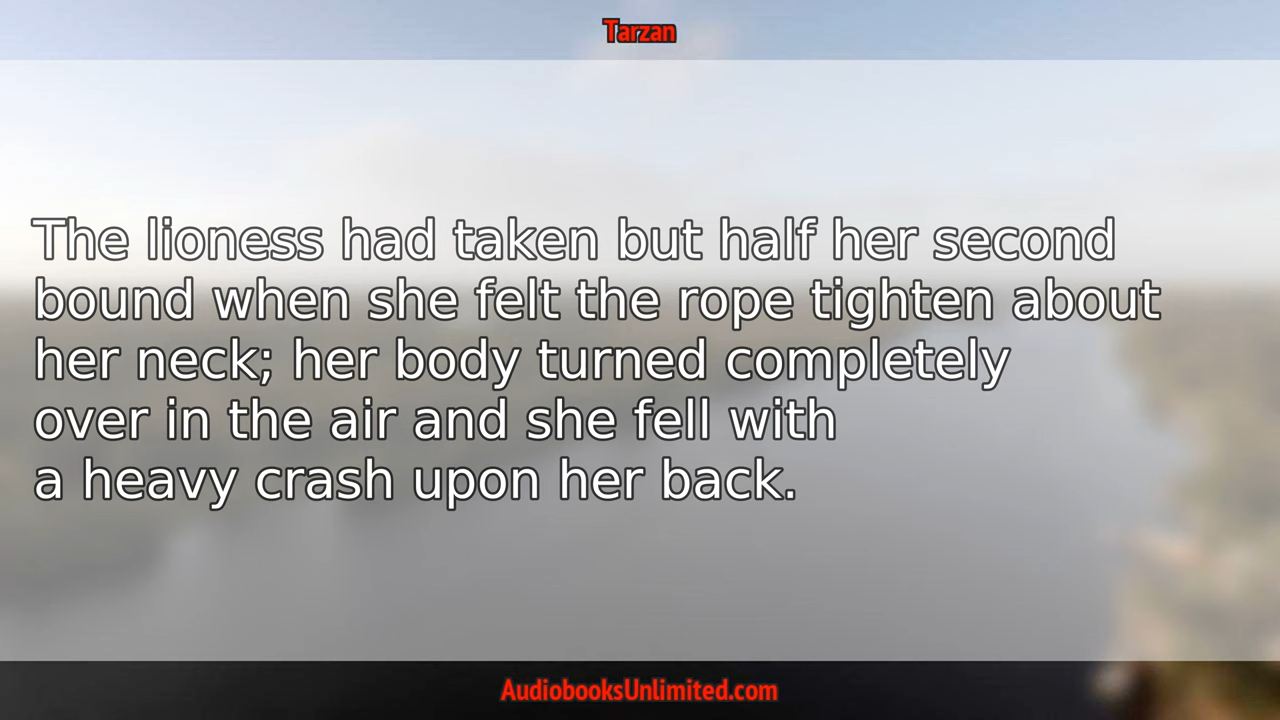 Tarzan
The lioness had taken but half her second
bound when she felt the rope tighten about
her neck; her body turned completely
over in the air and she fell with
a heavy crash upon her back.
AudiobooksUnlimited.com